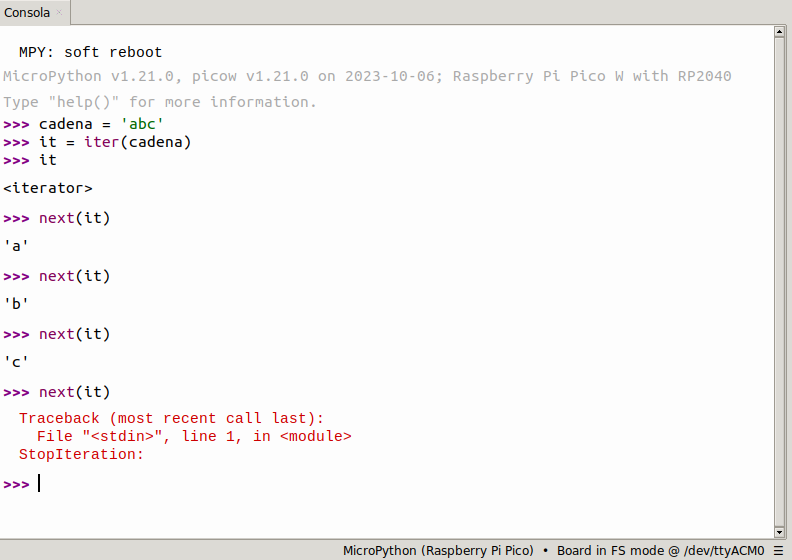 Consola
MPY: soft reboot
MicroPython v1.21.0, picow v1.21.0 on 2023-10-06; Raspberry Pi Pico W with RP2040
Type "help()" for more information.
>>> cadena = 'abc'
>>> it = iter(cadena)
>>> it
<iterator>
>>> next(it)
'a'
>>> next(it)
'b'
>>> next(it)
'c'
>>> next(it)
Traceback (most recent call last):
File "<stdin>", line 1, in <module>
StopIteration:
>>>
MicroPython (Raspberry Pi Pico) • Board in FS mode @ /dev/ttyACM0 ☰